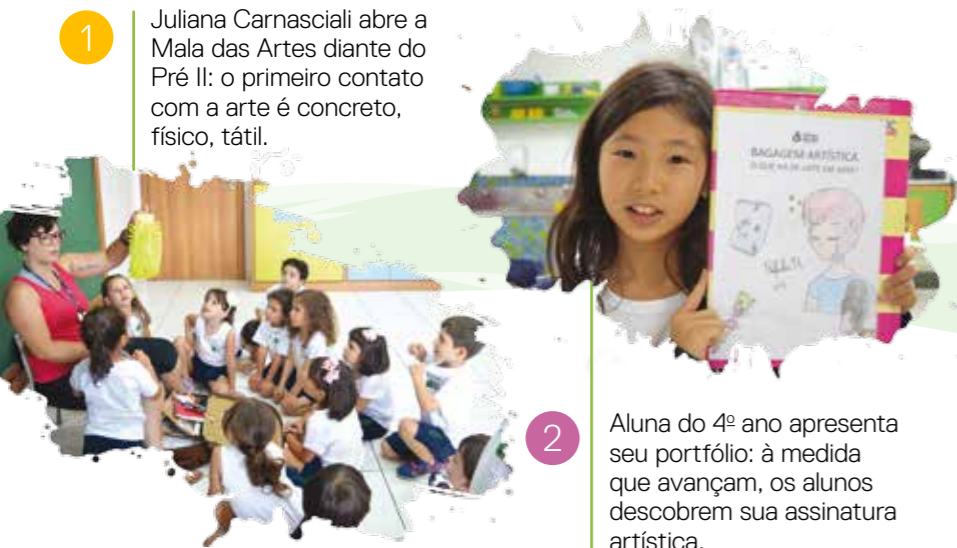 1
Juliana Carnasciali abre a
Mala das Artes diante do
Pré II: o primeiro contato
com a arte é concreto,
físico, tátil.
BAGAGEM ARTÍSTICA
2
Aluna do 4º ano apresenta
seu portfólio: à medida
que avançam, os alunos
descobrem sua assinatura
artística.